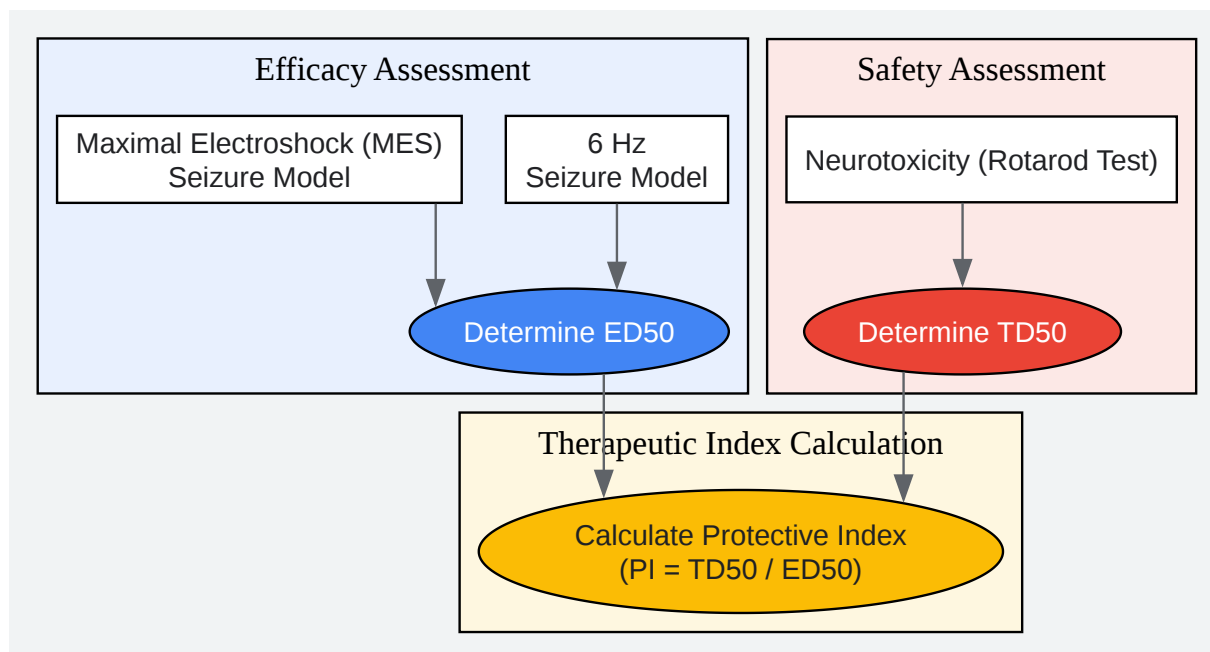 Efficacy Assessment
Maximal Electroshock (MES)
Seizure Model
6 Hz
Seizure Model
Determine ED50
Safety Assessment
Neurotoxicity (Rotarod Test)
Determine TD50
Therapeutic Index Calculation
Calculate Protective Index
(PI = TD50 / ED50)